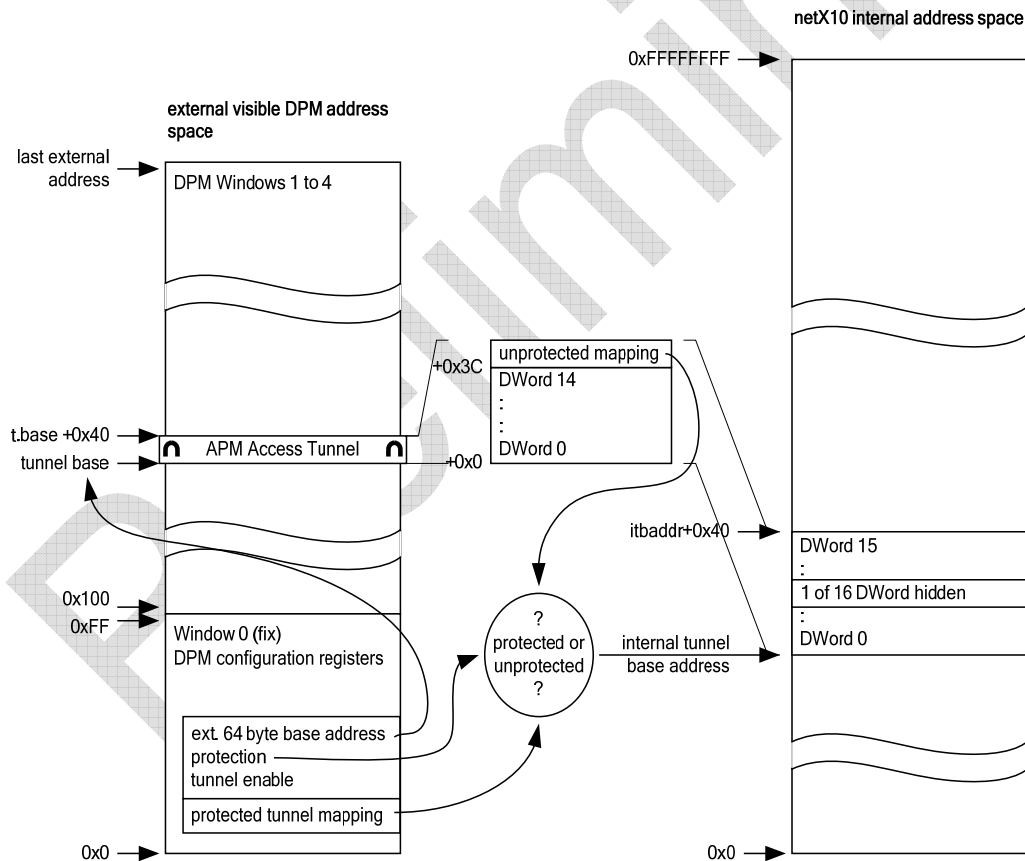 netX10 internal address space
0xFFFFFFFF
external visible DPM address
space
last external
address
DPM Windows 1 to 4
+0x3C
unprotected mapping
DWord 14
:
:
DWord 0
+0x0
t.base +0x40
tunnel base
APM Access Tunnel
itbaddr+0x40
DWord 15
:
1 of 16 DWord hidden
:
DWord 0
0x100
0xFF
Window 0 (fix)
DPM configuration registers
?
protected or
unprotected
?
internal tunnel
base address
ext. 64 byte base address
protection
tunnel enable
protected tunnel mapping
0x0
0x0